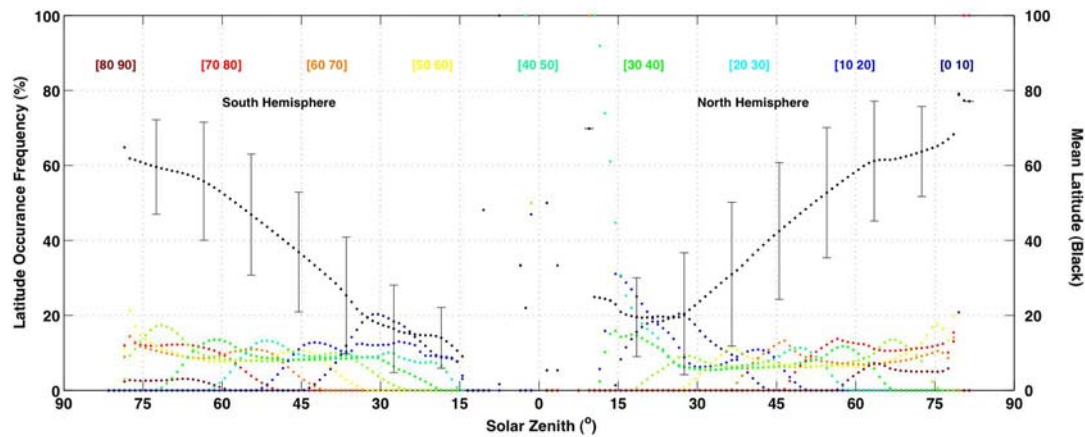 100 100
[80 90] [70 80] [60 70] [50 60] [40 50] [30 40] [20 30] [10 20] [0 10]
South Hemisphere North Hemisphere
80 80
60 60
40 40
20 20
0 0
90 75 60 45 30 15 0 15 30 45 60 75 90
Latitude Occurance Frequency (%)
Mean Latitude (Black)
Solar Zenith (°)